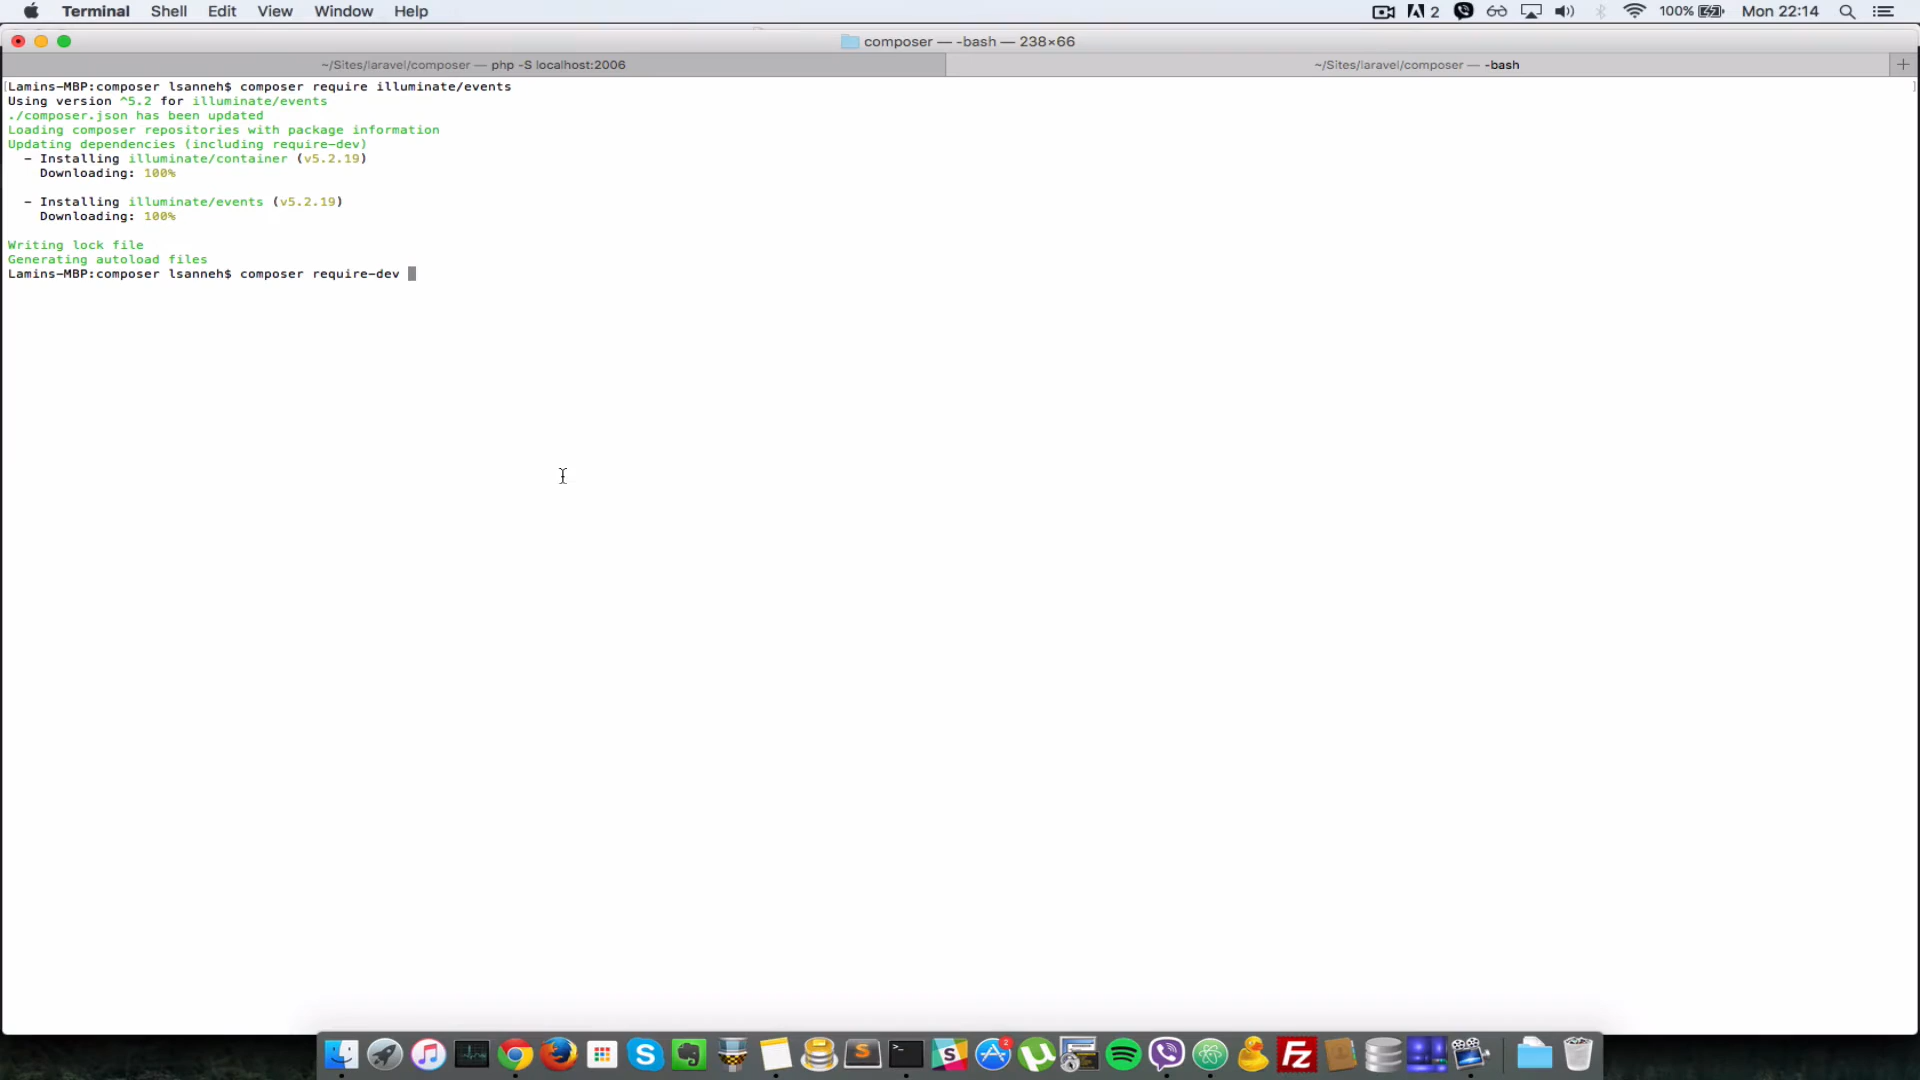 Terminal Shell Edit View Window Help 2 100% Mon 22:14
composer — -bash — 238×66
~/Sites/laravel/composer — php -S localhost:2006 ~/Sites/laravel/composer — -bash
Lamins-MBP:composer lsanneh$ composer require illuminate/events
Using version ^5.2 for illuminate/events
./composer.json has been updated
Loading composer repositories with package information
Updating dependencies (including require-dev)
- Installing illuminate/container (v5.2.19)
Downloading: 100%
- Installing illuminate/events (v5.2.19)
Downloading: 100%
Writing lock file
Generating autoload files
Lamins-MBP:composer lsanneh$ composer require-dev